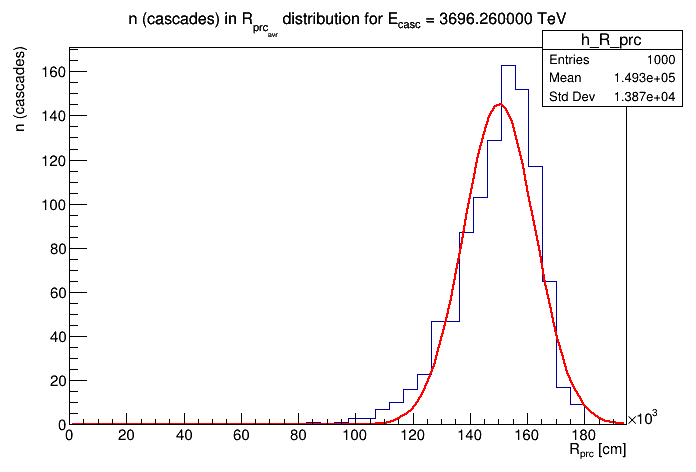 n (cascades) in R_prc_awr distribution for E_casc = 3696.260000 TeV
h_R_prc
Entries 1000
Mean 1.493e+05
Std Dev 1.387e+04
n (cascades)
160
140
120
100
80
60
40
20
0
0 20 40 60 80 100 120 140 160 180
×10³
R_prc [cm]